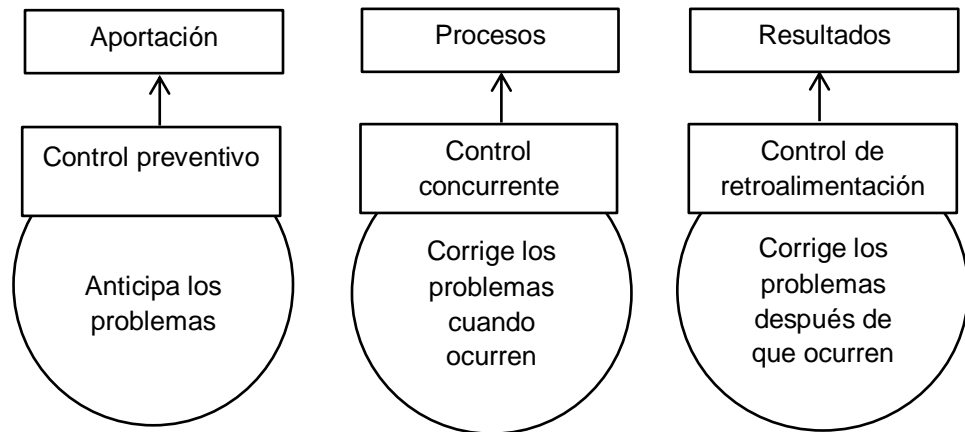 Aportación
Procesos
Resultados
Control preventivo
Control
concurrente
Control de
retroalimentación
Anticipa los
problemas
Corrige los
problemas
cuando
ocurren
Corrige los
problemas
después de
que ocurren